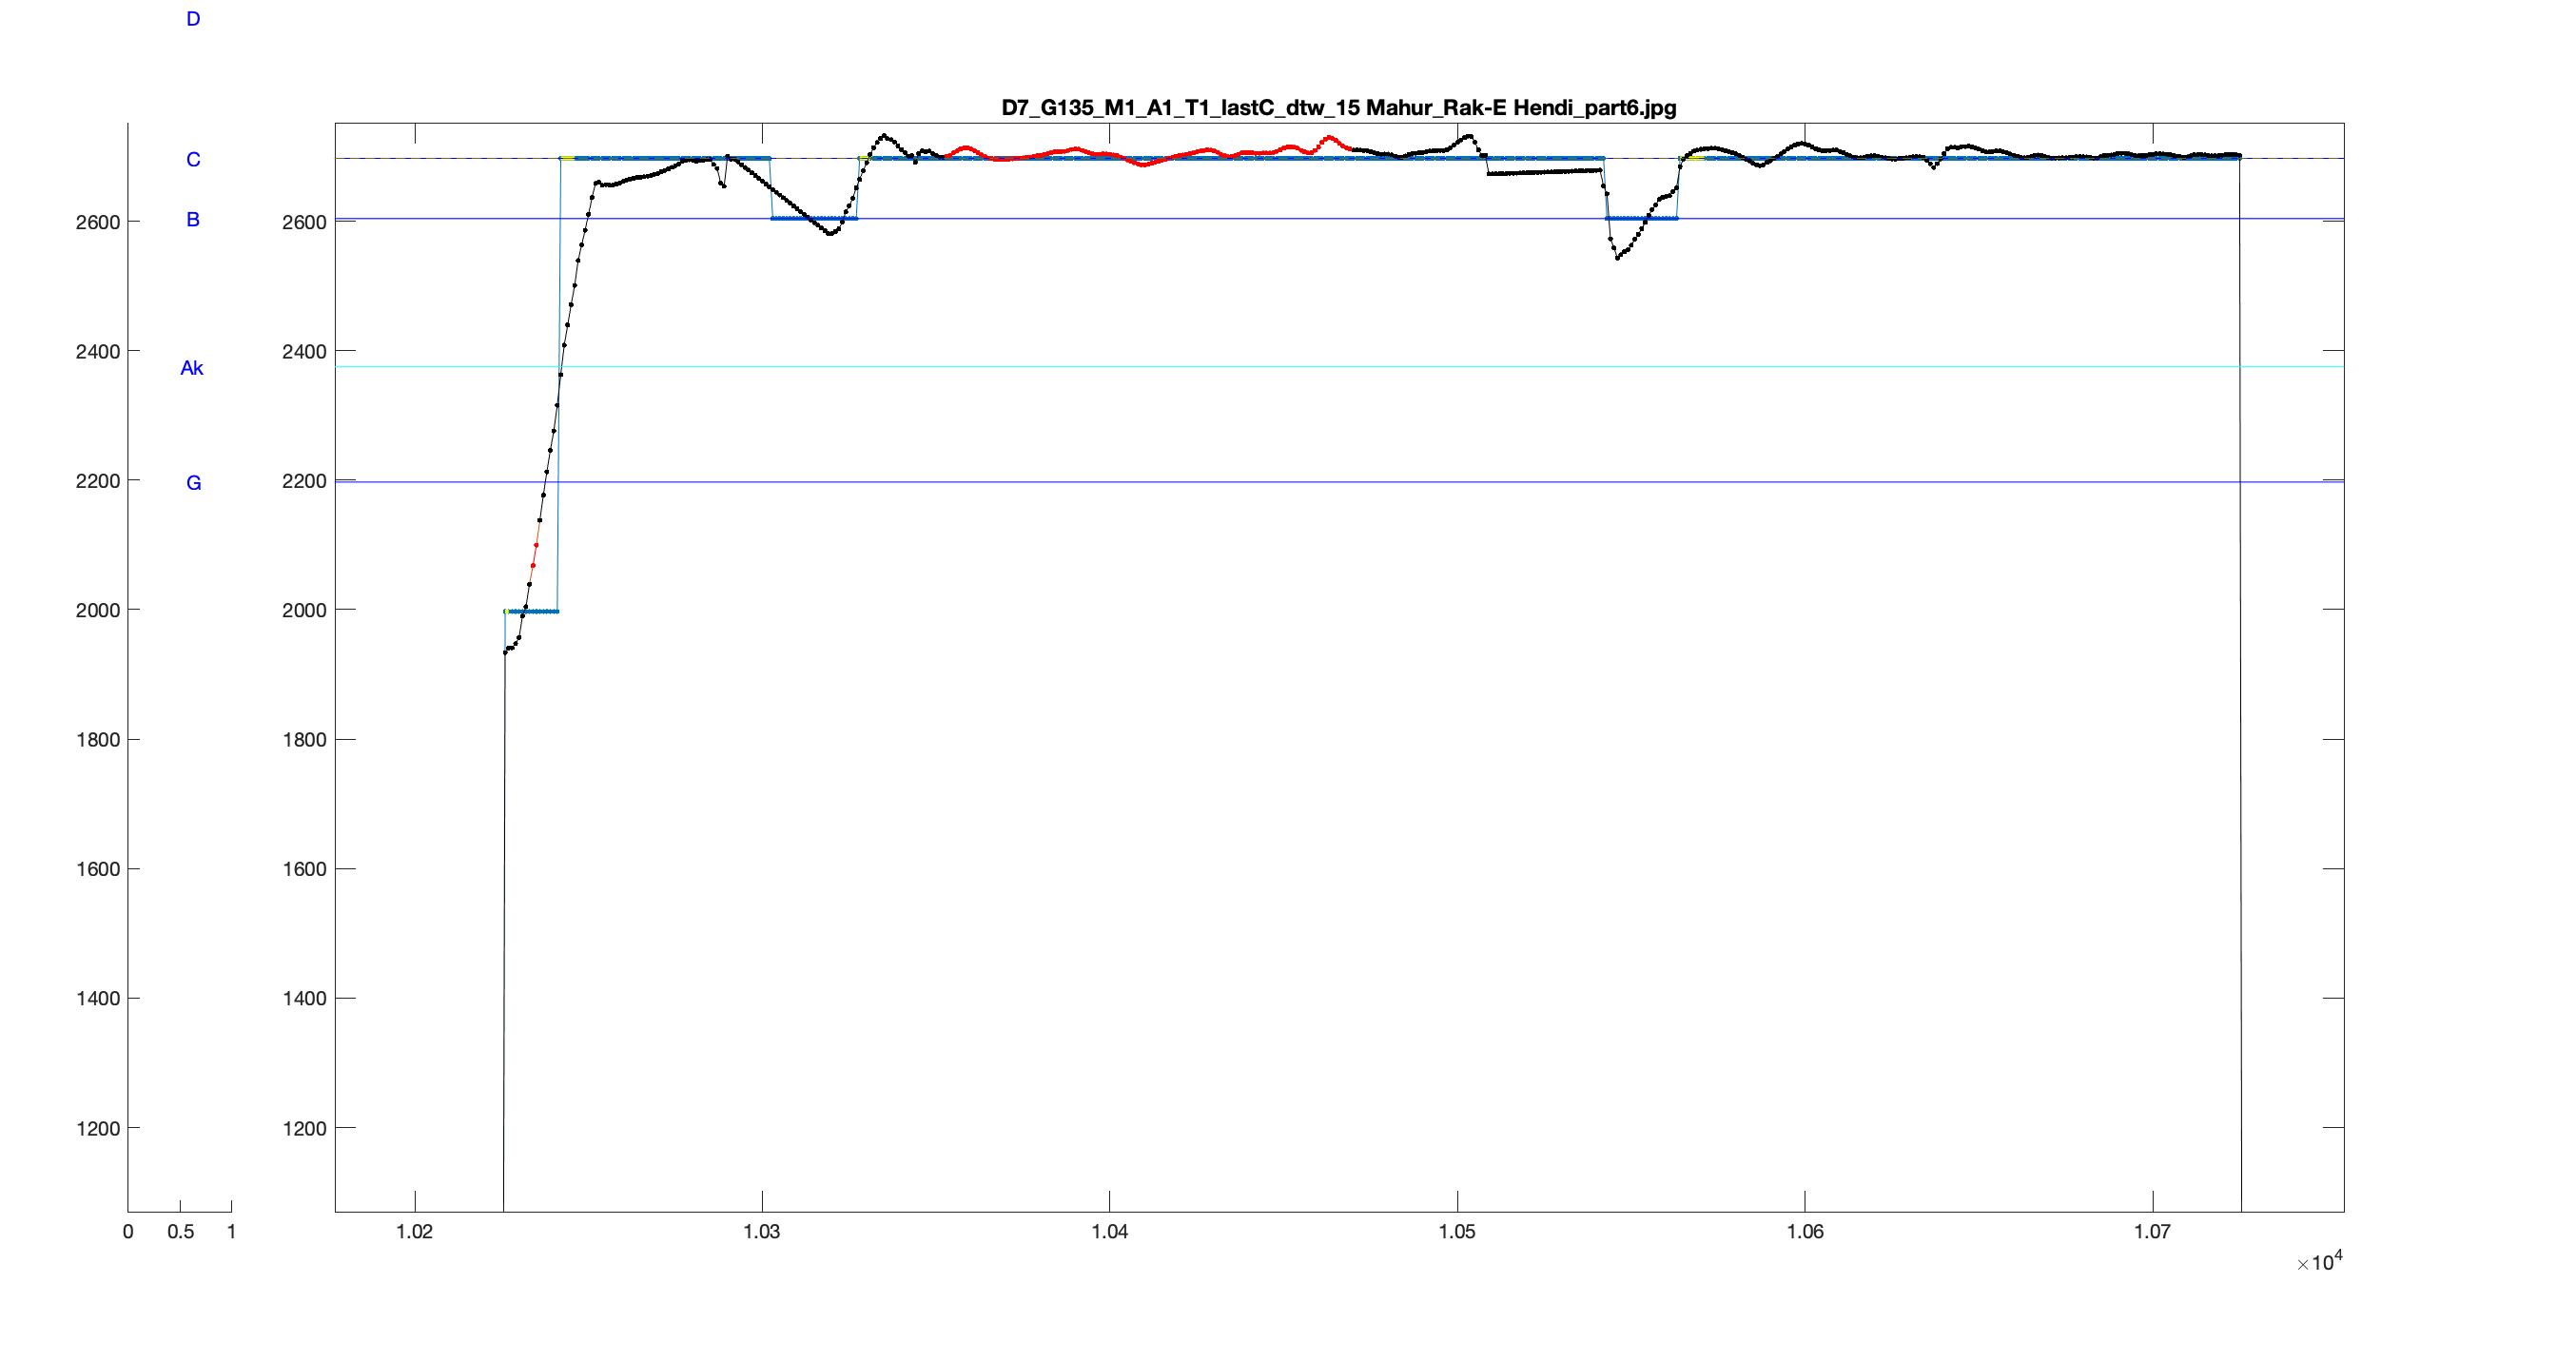 D
D7_G135_M1_A1_T1_lastC_dtw_15 Mahur_Rak-E Hendi_part6.jpg
C
2600 B 2600
2400 2400
Ak
2200 G 2200
2000 2000
1800 1800
1600 1600
1400 1400
1200 1200
0 0.5 1 1.02 1.03 1.04 1.05 1.06 1.07
×10^4